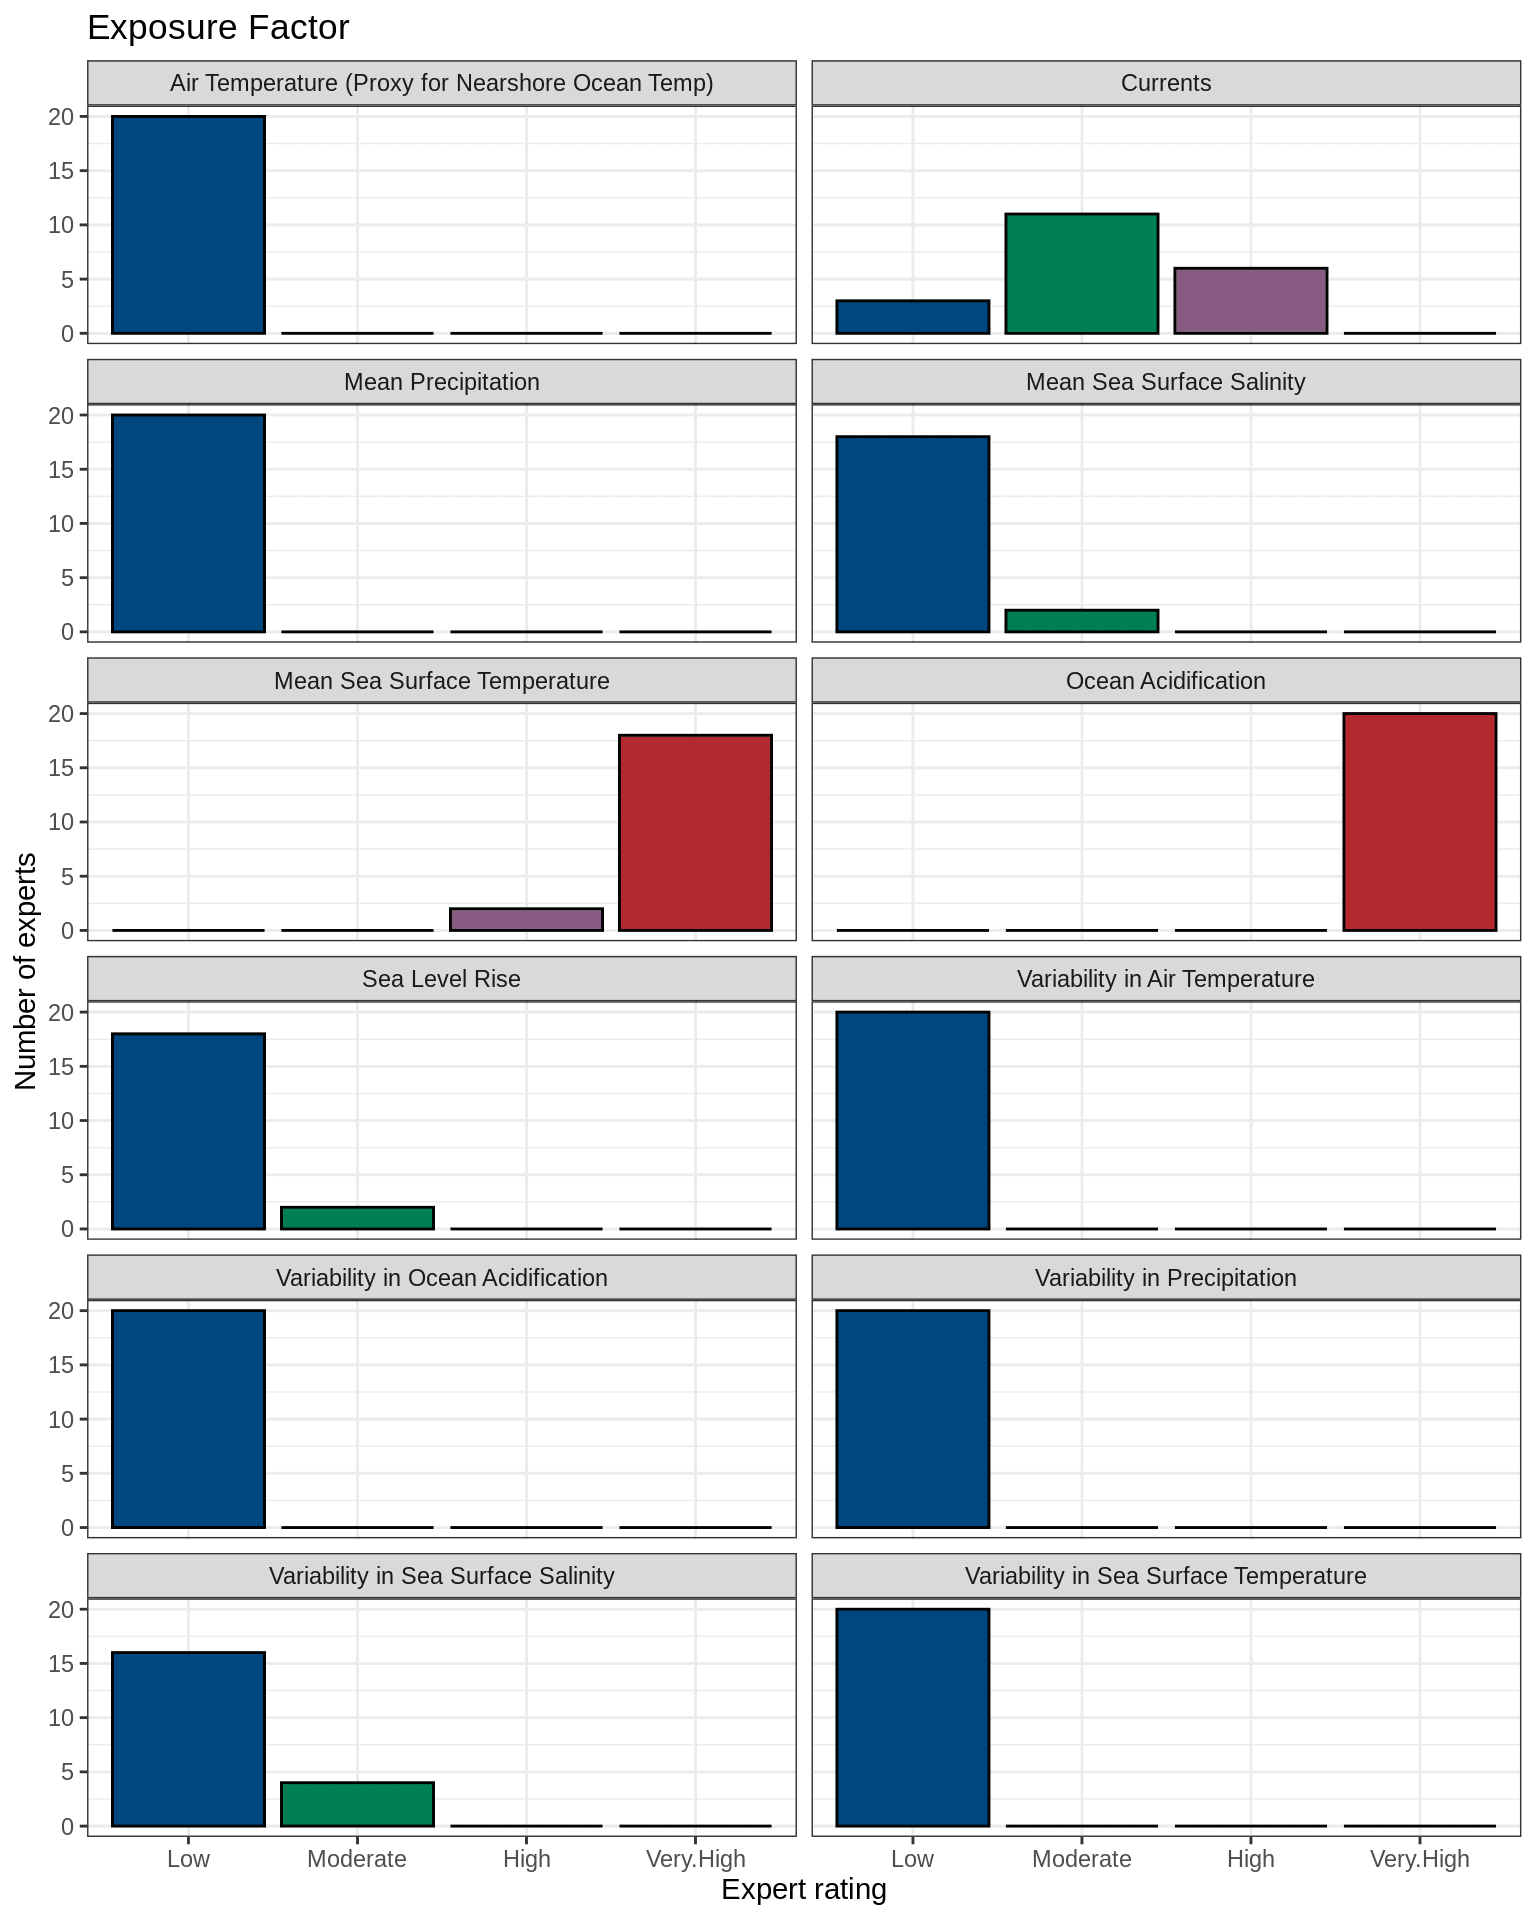 Exposure Factor
Air Temperature (Proxy for Nearshore Ocean Temp)
Currents
20
15
10
5
0
Mean Precipitation
Mean Sea Surface Salinity
20
15
10
5
0
Mean Sea Surface Temperature
Ocean Acidification
20
15
10
5
0
Number of experts
Sea Level Rise
Variability in Air Temperature
20
15
10
5
0
Variability in Ocean Acidification
Variability in Precipitation
20
15
10
5
0
Variability in Sea Surface Salinity
Variability in Sea Surface Temperature
20
15
10
5
0
Low Moderate High Very.High
Low Moderate High Very.High
Expert rating